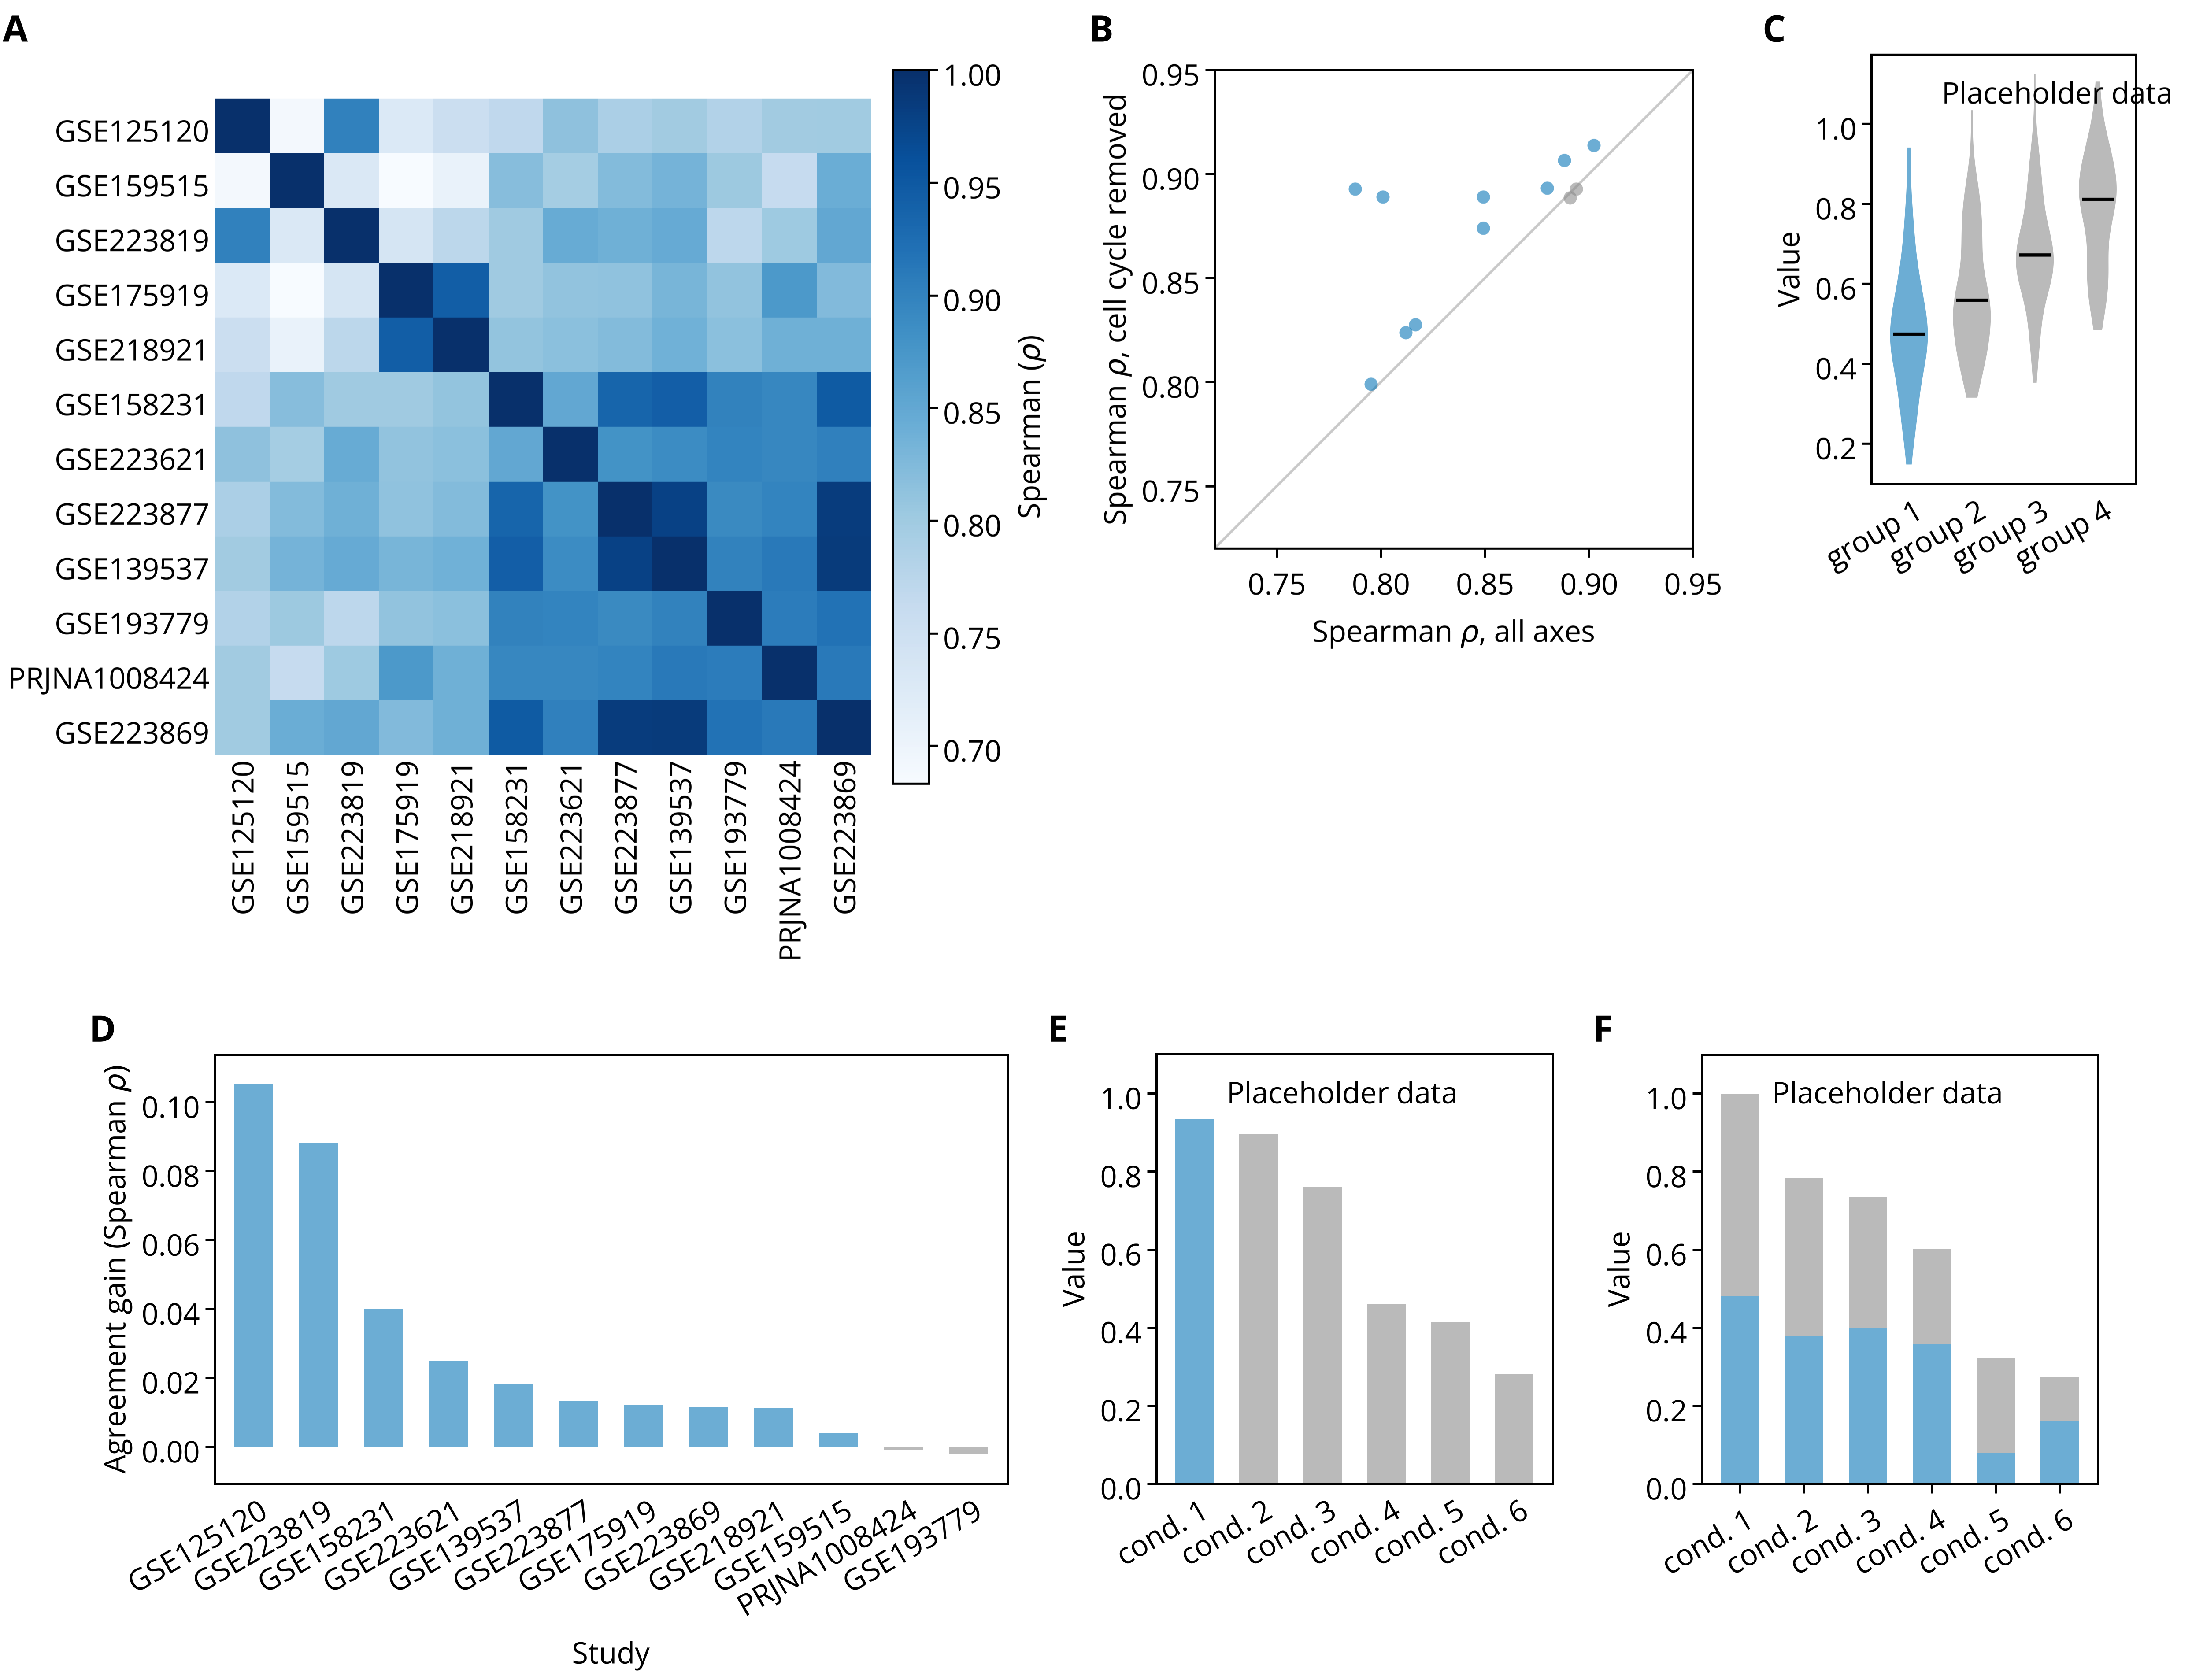 A
GSE125120
GSE159515
GSE223819
GSE175919
GSE218921
GSE158231
GSE223621
GSE223877
GSE139537
GSE193779
PRJNA1008424
GSE223869
GSE125120
GSE159515
GSE223819
GSE175919
GSE218921
GSE158231
GSE223621
GSE223877
GSE139537
GSE193779
PRJNA1008424
GSE223869
1.00
0.95
0.90
0.85
0.80
0.75
0.70
Spearman (ρ)
B
0.95
0.90
0.85
0.80
0.75
Spearman ρ, cell cycle removed
0.75
0.80
0.85
0.90
0.95
Spearman ρ, all axes
C
Placeholder data
1.0
0.8
0.6
0.4
0.2
Value
group 1
group 2
group 3
group 4
D
0.10
0.08
0.06
0.04
0.02
0.00
Agreement gain (Spearman ρ)
GSE125120
GSE223819
GSE158231
GSE223621
GSE139537
GSE223877
GSE175919
GSE223869
GSE218921
GSE159515
PRJNA1008424
GSE193779
Study
E
Placeholder data
1.0
0.8
0.6
0.4
0.2
0.0
Value
cond. 1
cond. 2
cond. 3
cond. 4
cond. 5
cond. 6
F
Placeholder data
1.0
0.8
0.6
0.4
0.2
0.0
Value
cond. 1
cond. 2
cond. 3
cond. 4
cond. 5
cond. 6